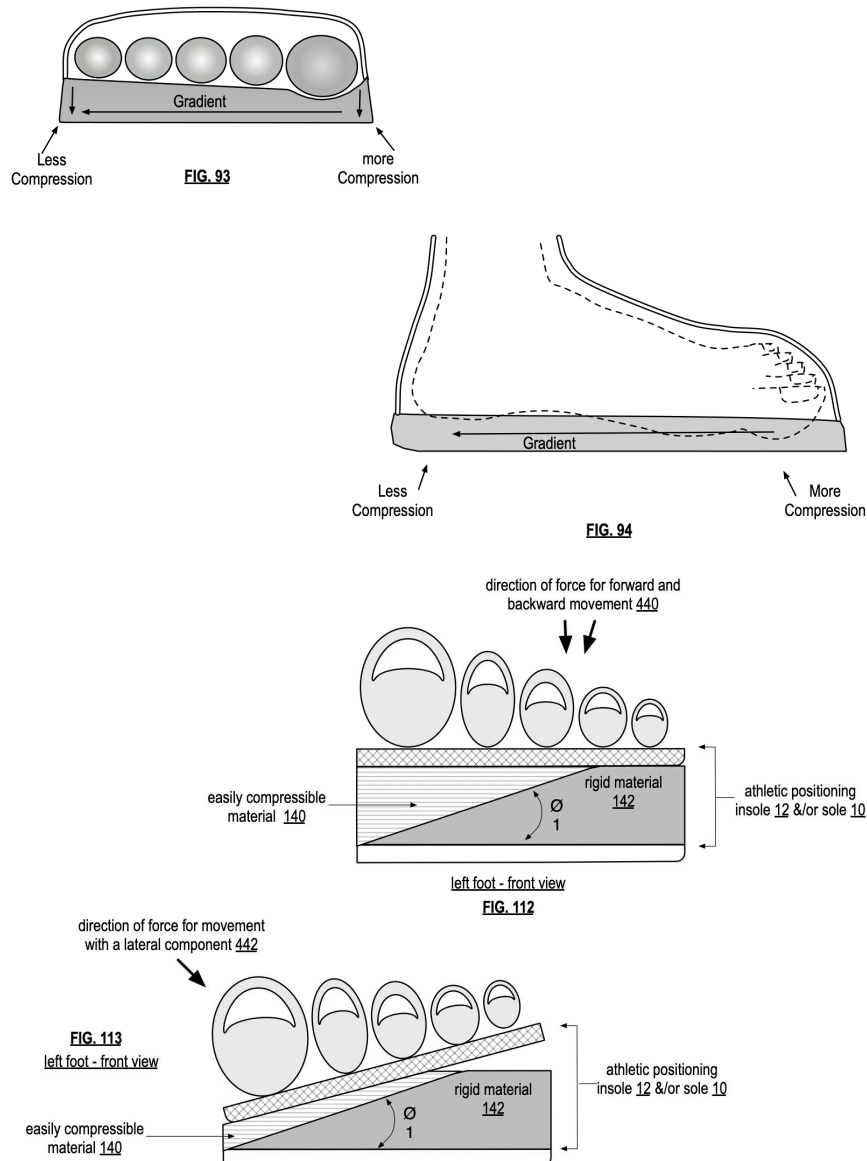 Gradient
Less
Compression
more
Compression
FIG. 93
Gradient
Less
Compression
More
Compression
FIG. 94
direction of force for forward and
backward movement 440
easily compressible
material 140
rigid material
142
Ø
1
athletic positioning
insole 12 &/or sole 10
left foot - front view
FIG. 112
direction of force for movement
with a lateral component 442
FIG. 113
left foot - front view
rigid material
142
Ø
1
athletic positioning
insole 12 &/or sole 10
easily compressible
material 140